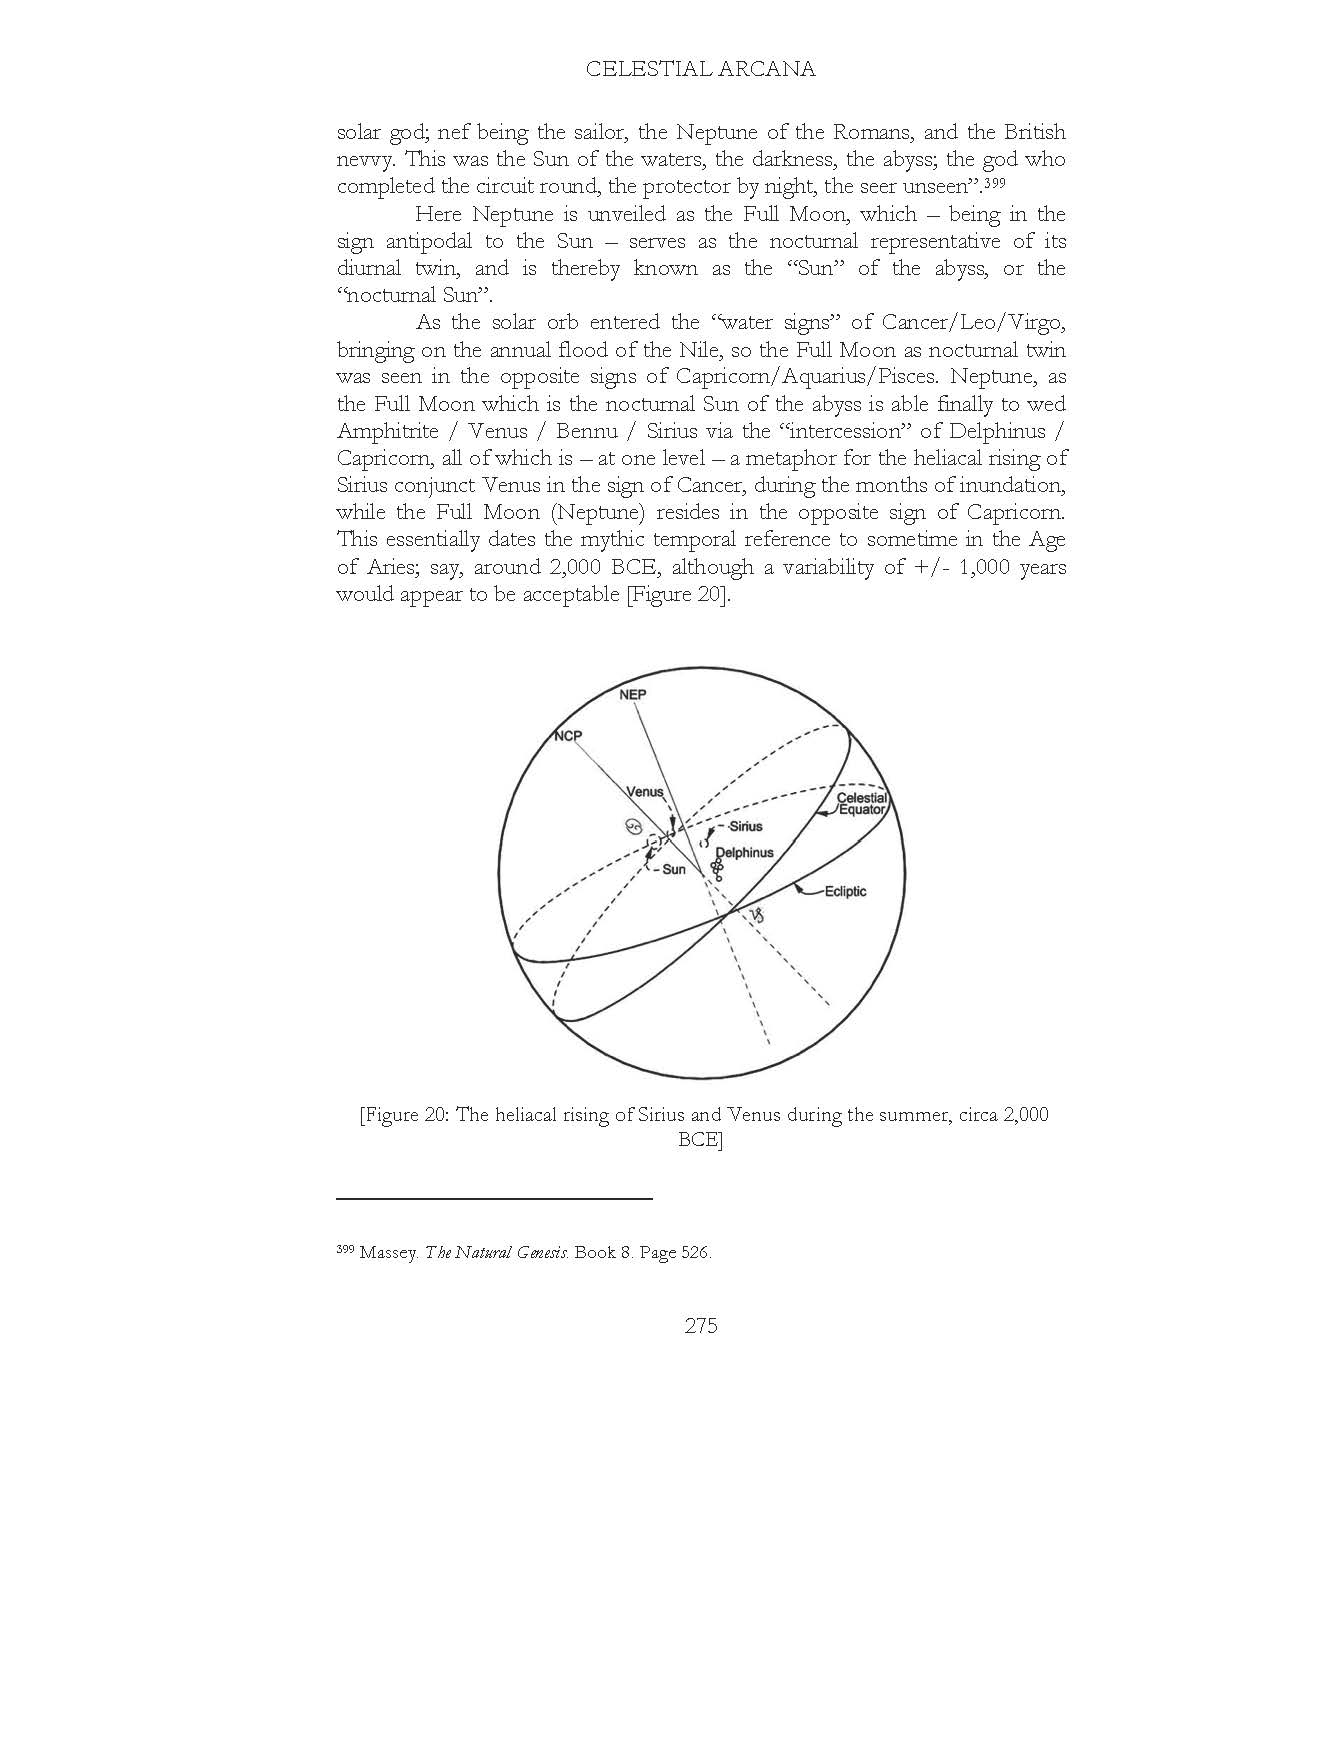 CELESTIAL ARCANA
solar god; nef being the sailor, the Neptune of the Romans, and the British
nevvy. This was the Sun of the waters, the darkness, the abyss; the god who
completed the circuit round, the protector by night, the seer unseen”.399
Here Neptune is unveiled as the Full Moon, which – being in the
sign antipodal to the Sun – serves as the nocturnal representative of its
diurnal twin, and is thereby known as the “Sun” of the abyss, or the
“nocturnal Sun”.
As the solar orb entered the “water signs” of Cancer/Leo/Virgo,
bringing on the annual flood of the Nile, so the Full Moon as nocturnal twin
was seen in the opposite signs of Capricorn/Aquarius/Pisces. Neptune, as
the Full Moon which is the nocturnal Sun of the abyss is able finally to wed
Amphitrite / Venus / Bennu / Sirius via the “intercession” of Delphinus /
Capricorn, all of which is – at one level – a metaphor for the heliacal rising of
Sirius conjunct Venus in the sign of Cancer, during the months of inundation,
while the Full Moon (Neptune) resides in the opposite sign of Capricorn.
This essentially dates the mythic temporal reference to sometime in the Age
of Aries; say, around 2,000 BCE, although a variability of +/- 1,000 years
would appear to be acceptable [Figure 20].
NEP
NCP
Venus
Celestial
Equator
♋
Sirius
Delphinus
Sun
Ecliptic
♑
[Figure 20: The heliacal rising of Sirius and Venus during the summer, circa 2,000
BCE]
399 Massey. The Natural Genesis. Book 8. Page 526.
275